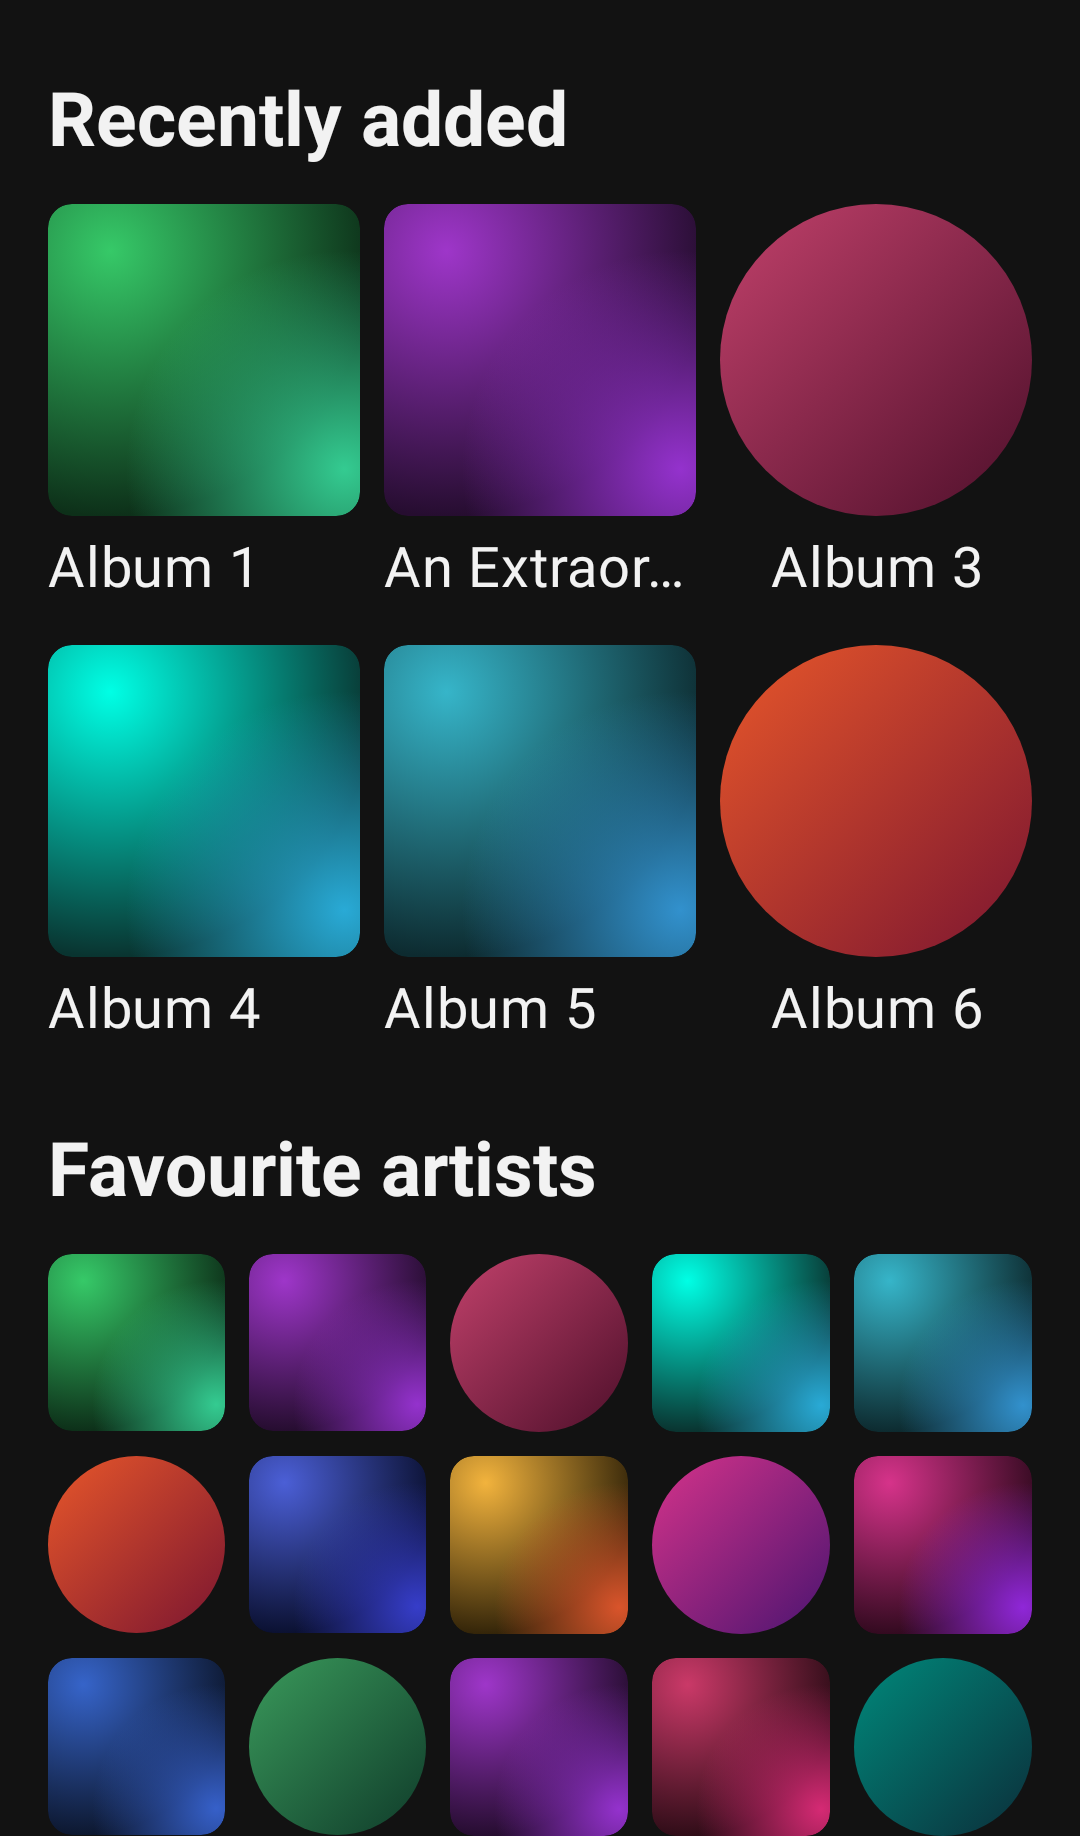 Recently added
Album 1
An Extraor...
Album 3
Album 4
Album 5
Album 6
Favourite artists